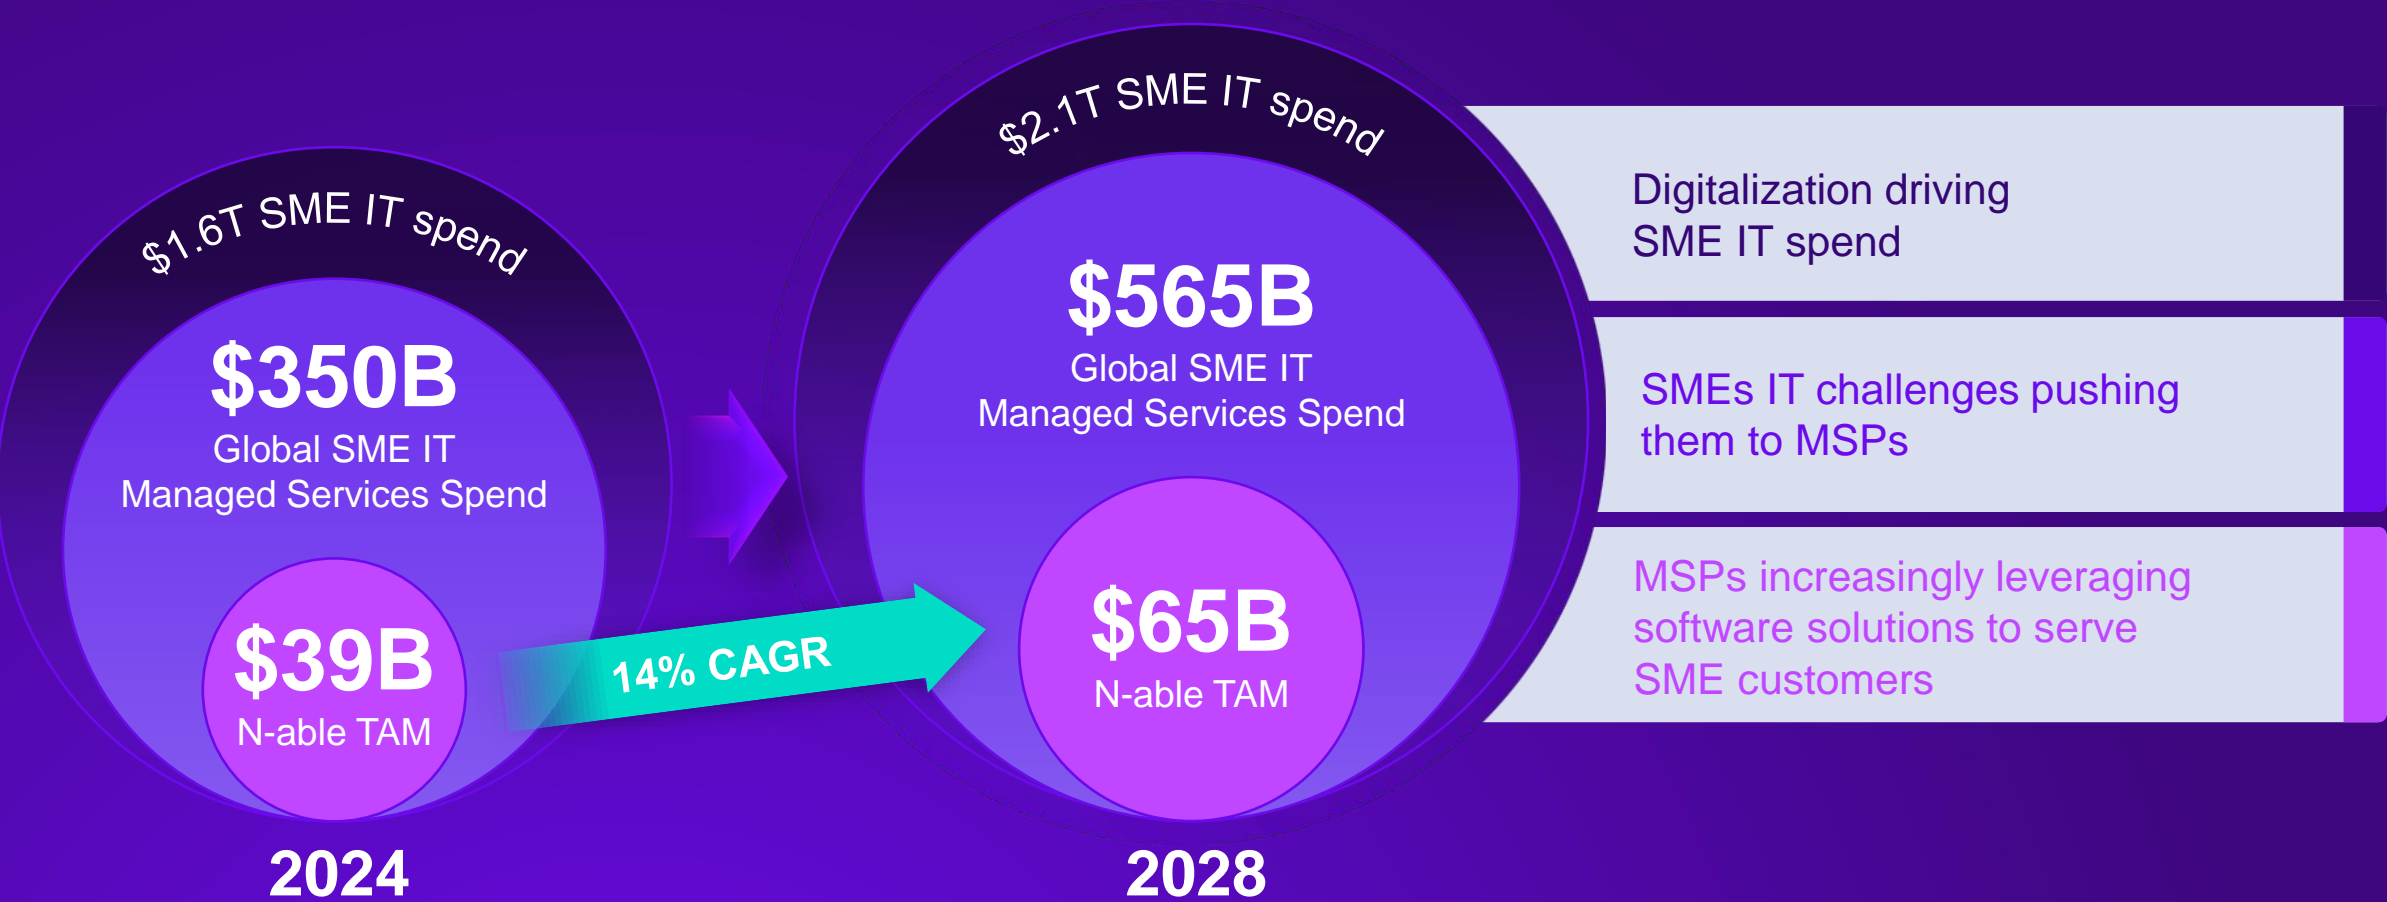 $1.6T SME IT spend
$350B
Global SME IT
Managed Services Spend
$39B
N-able TAM
2024
14% CAGR
$2.1T SME IT spend
$565B
Global SME IT
Managed Services Spend
$65B
N-able TAM
2028
Digitalization driving
SME IT spend
SMEs IT challenges pushing
them to MSPs
MSPs increasingly leveraging
software solutions to serve
SME customers